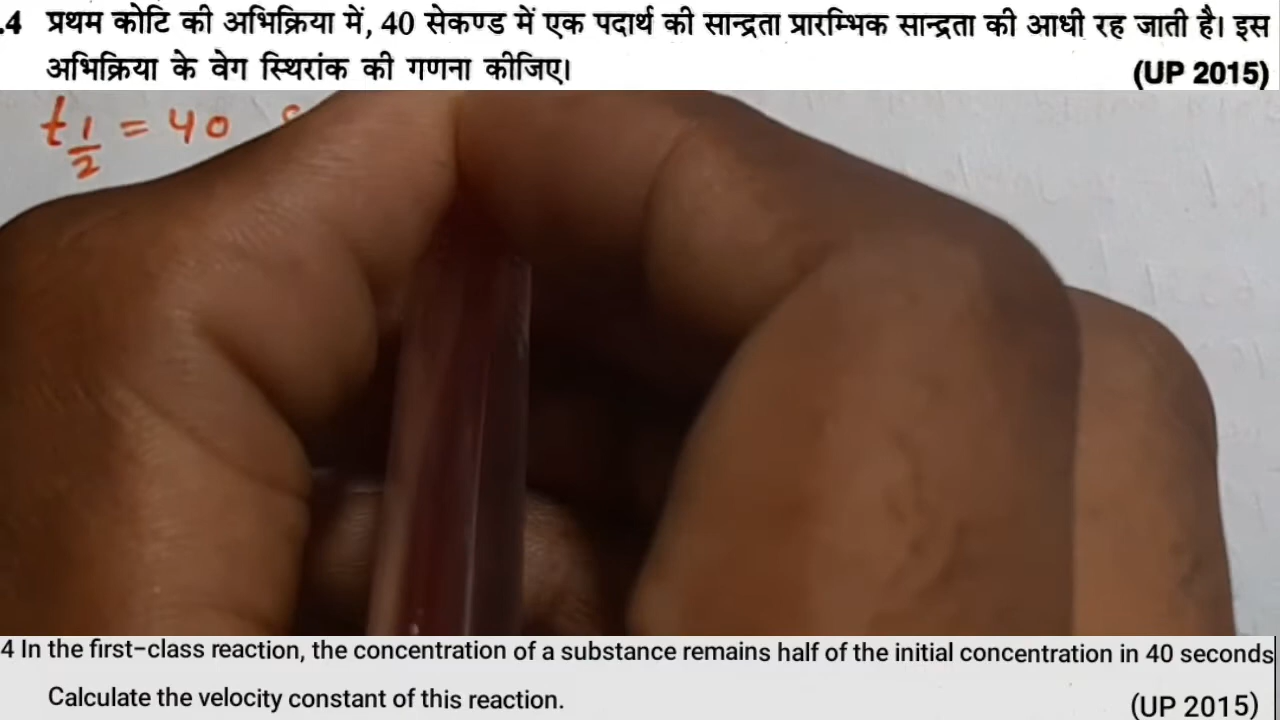 .4 प्रथम कोटि की अभिक्रिया में, 40 सेकण्ड में एक पदार्थ की सान्द्रता प्रारम्भिक सान्द्रता की आधी रह जाती है। इस
अभिक्रिया के वेग स्थिरांक की गणना कीजिए।
(UP 2015)
t 1/2 = 40
4 In the first-class reaction, the concentration of a substance remains half of the initial concentration in 40 seconds
Calculate the velocity constant of this reaction.
(UP 2015)